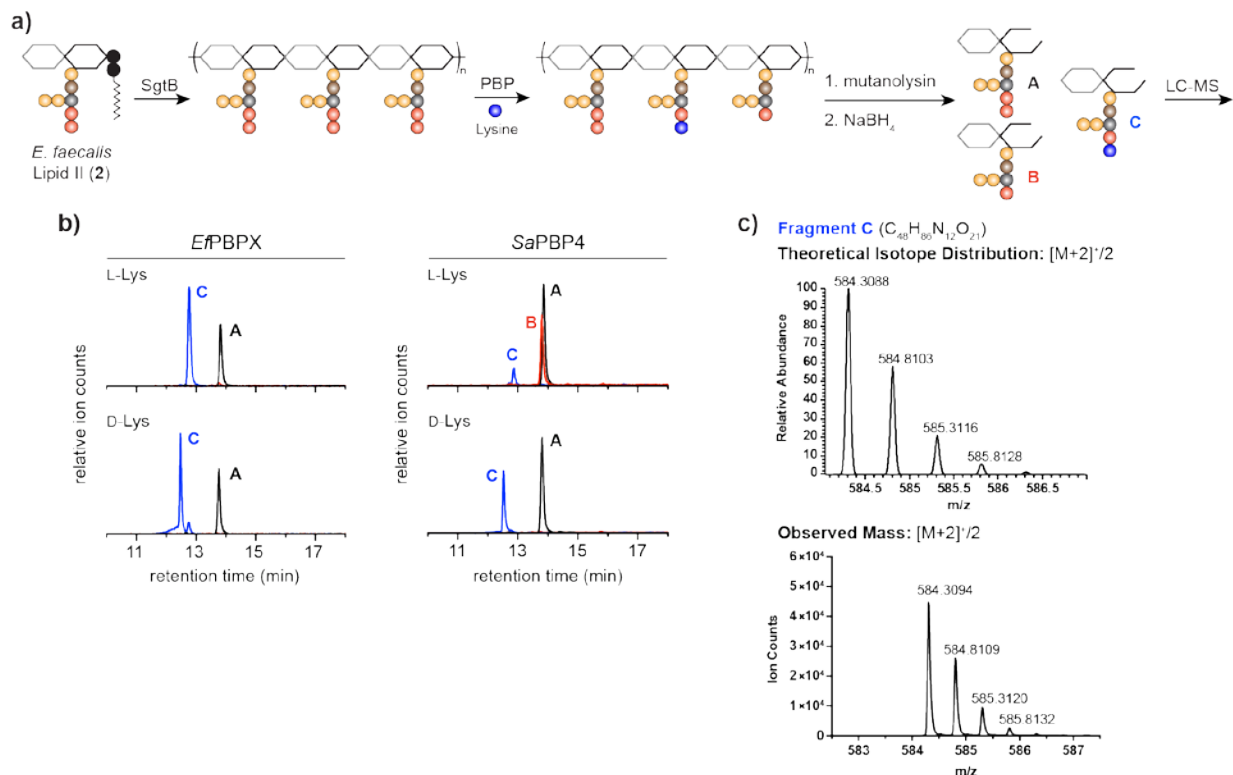 a)
E. faecalis
Lipid II (2)
SgtB
n
PBP
Lysine
n
1. mutanolysin
2. NaBH4
A
B
C
LC-MS
b)
EfPBPX
SaPBP4
L-Lys
C
A
L-Lys
A
B
C
relative ion counts
relative ion counts
D-Lys
C
A
D-Lys
A
C
11 13 15 17
11 13 15 17
retention time (min)
retention time (min)
c)
Fragment C (C48H86N12O21)
Theoretical Isotope Distribution: [M+2]+/2
584.3088
584.8103
585.3116
585.8128
100
90
80
70
60
50
40
30
20
10
0
Relative Abundance
584.5 585 585.5 586 586.5
m/z
Observed Mass: [M+2]+/2
584.3094
584.8109
585.3120
585.8132
6×10⁴
5×10⁴
4×10⁴
3×10⁴
2×10⁴
1×10⁴
0
Ion Counts
583 584 585 586 587
m/z